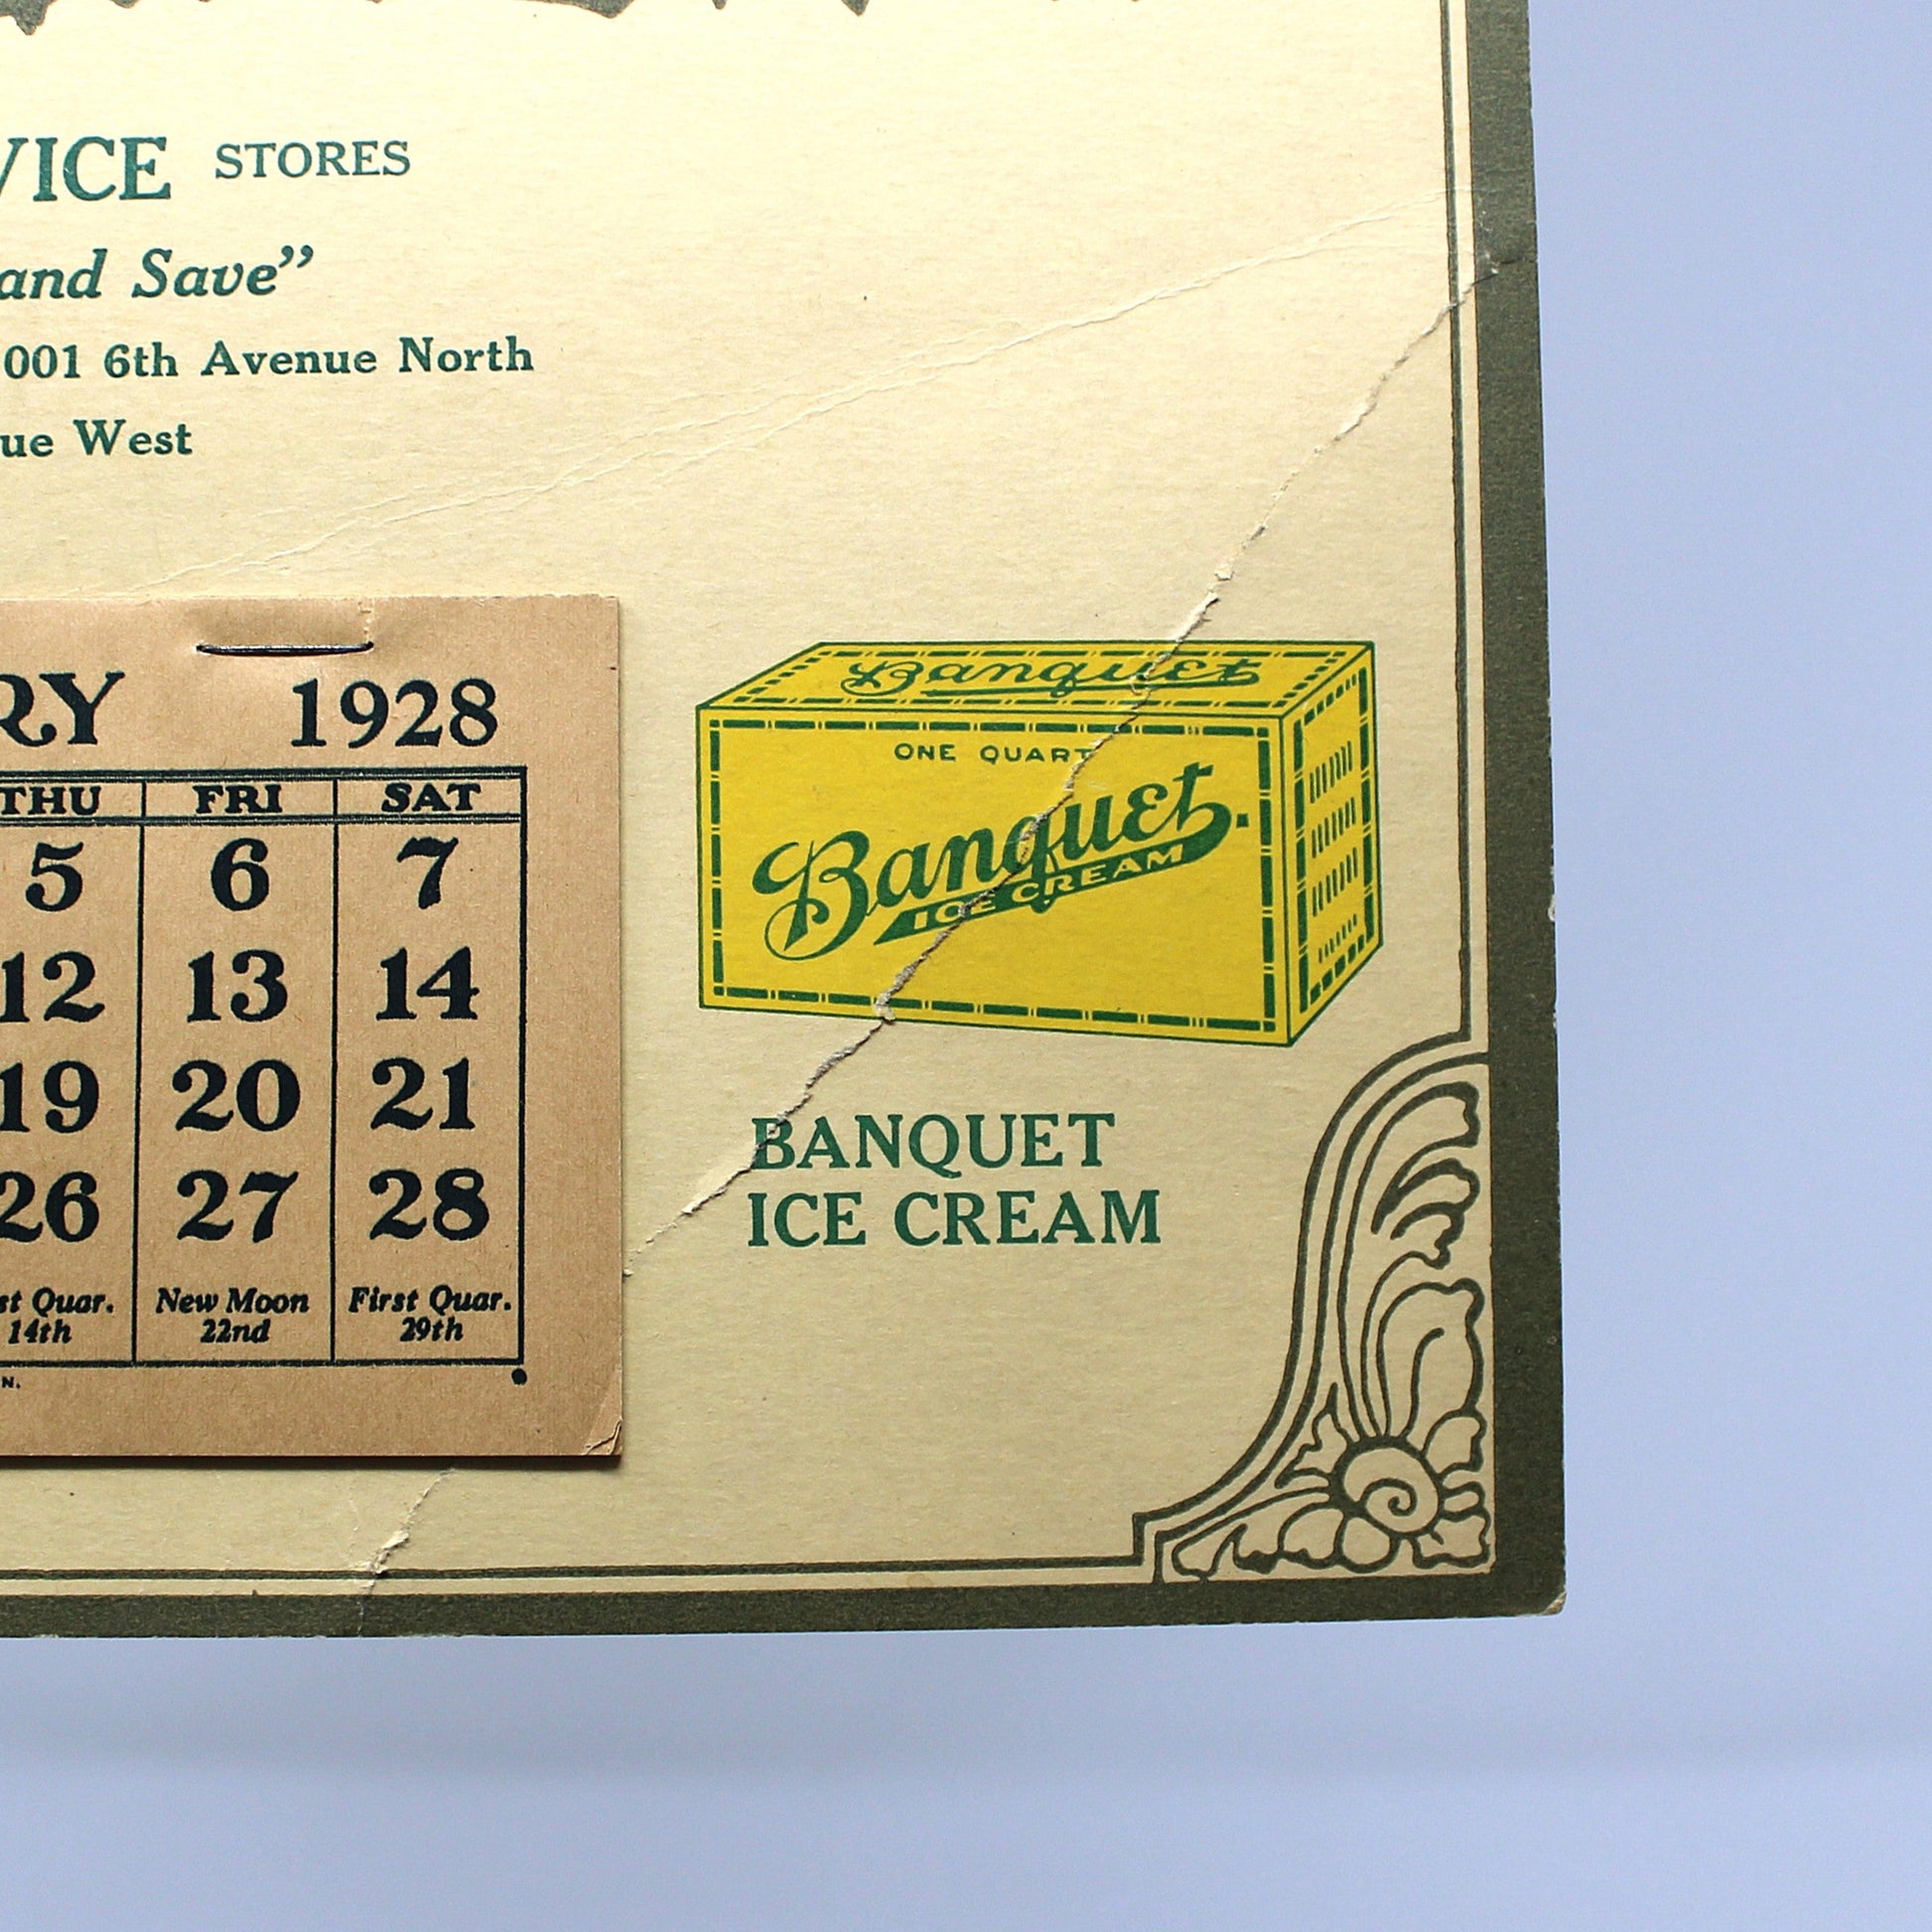 VICE STORES
and Save”
001 6th Avenue North
ue West
RY 1928
THU FRI SAT
5 6 7
12 13 14
19 20 21
26 27 28
st Quar. 14th New Moon 22nd First Quar. 29th
N.
Banquet
ONE QUART
Banquet.
ICE CREAM
BANQUET
ICE CREAM